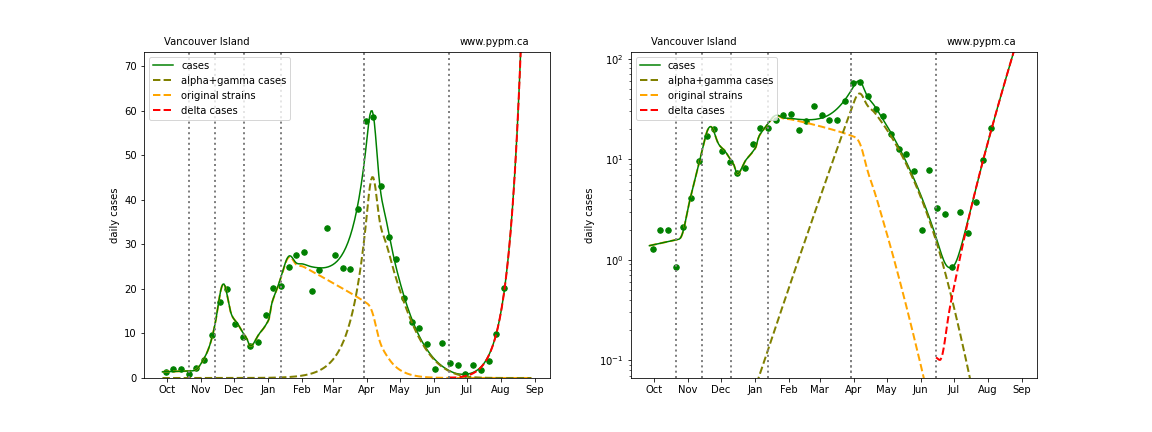 Vancouver Island www.pypm.ca
cases
alpha+gamma cases
original strains
delta cases
daily cases
70
60
50
40
30
20
10
0
Oct Nov Dec Jan Feb Mar Apr May Jun Jul Aug Sep
Vancouver Island www.pypm.ca
cases
alpha+gamma cases
original strains
delta cases
daily cases
10²
10¹
10⁰
10⁻¹
Oct Nov Dec Jan Feb Mar Apr May Jun Jul Aug Sep